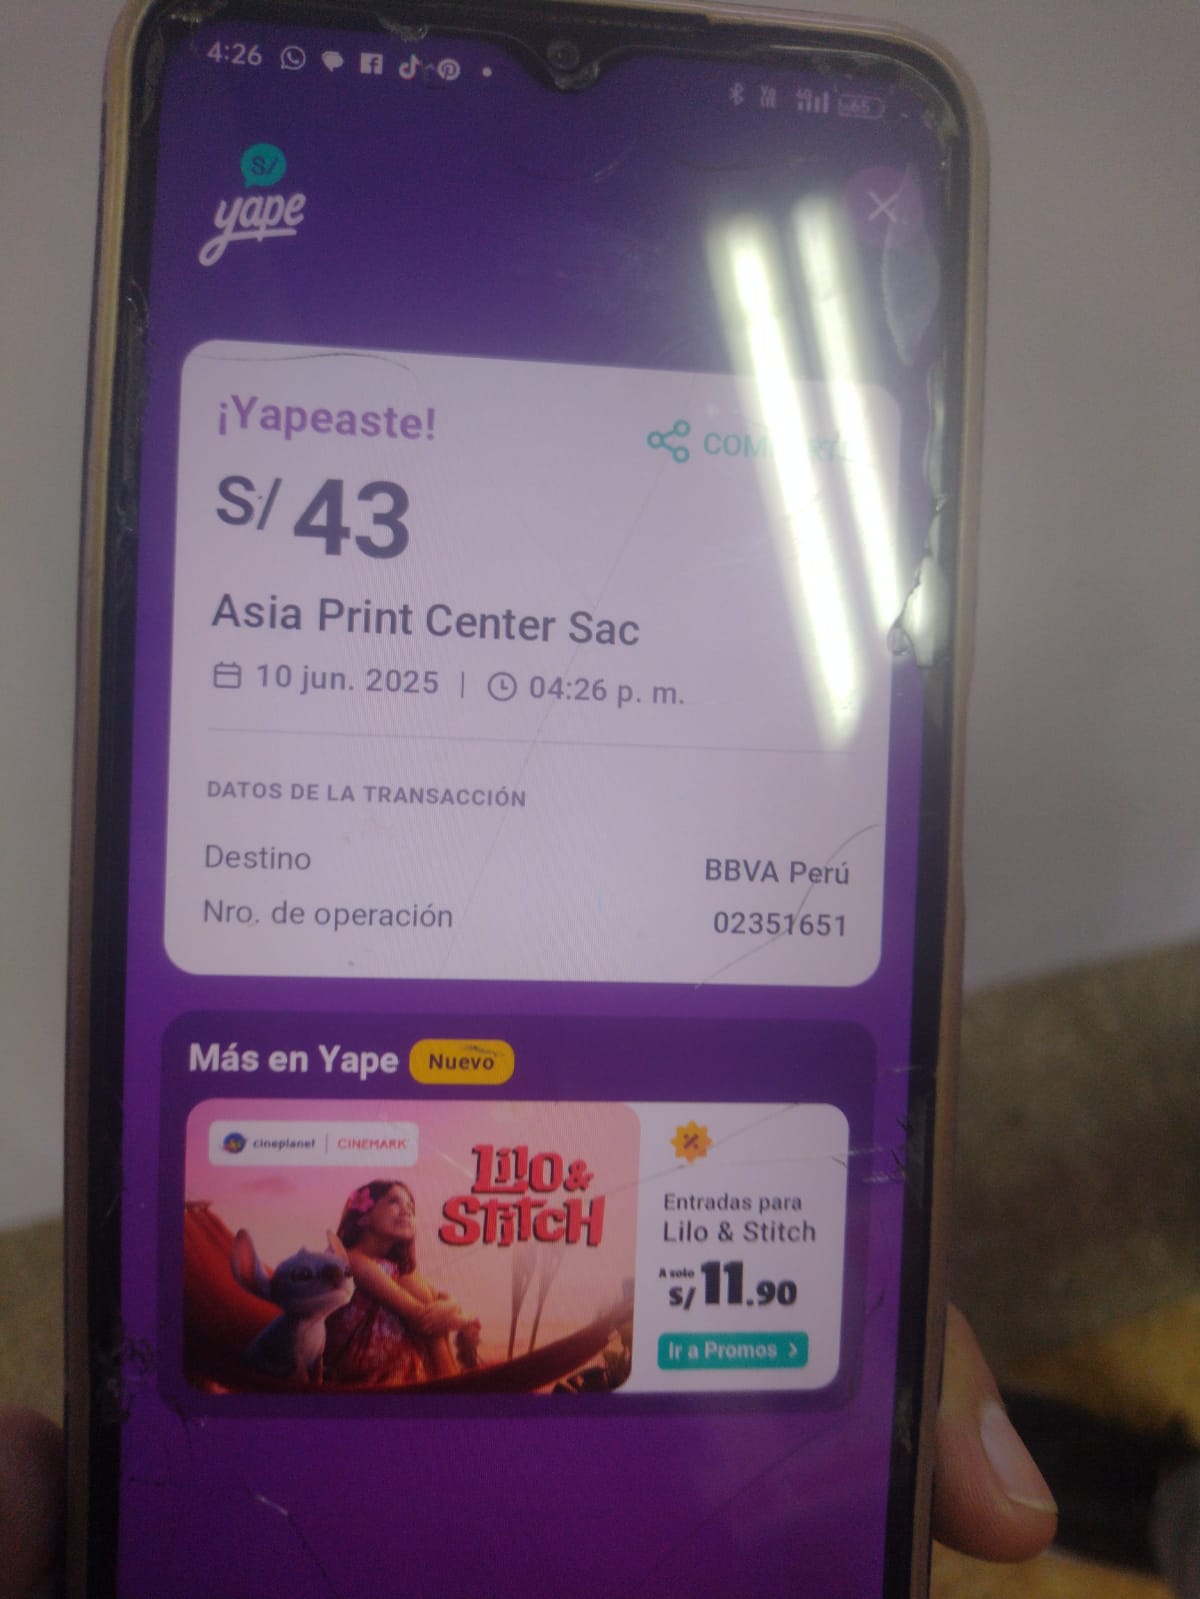 4:26
65
S/
yape
¡Yapeaste!
S/ 43
Asia Print Center Sac
10 jun. 2025 | 04:26 p. m.
DATOS DE LA TRANSACCIÓN
Destino BBVA Perú
Nro. de operación 02351651
Más en Yape Nuevo
cineplanet | CINEMARK
Lilo & Stitch
Entradas para
Lilo & Stitch
A solo
S/ 11.90
Ir a Promos >